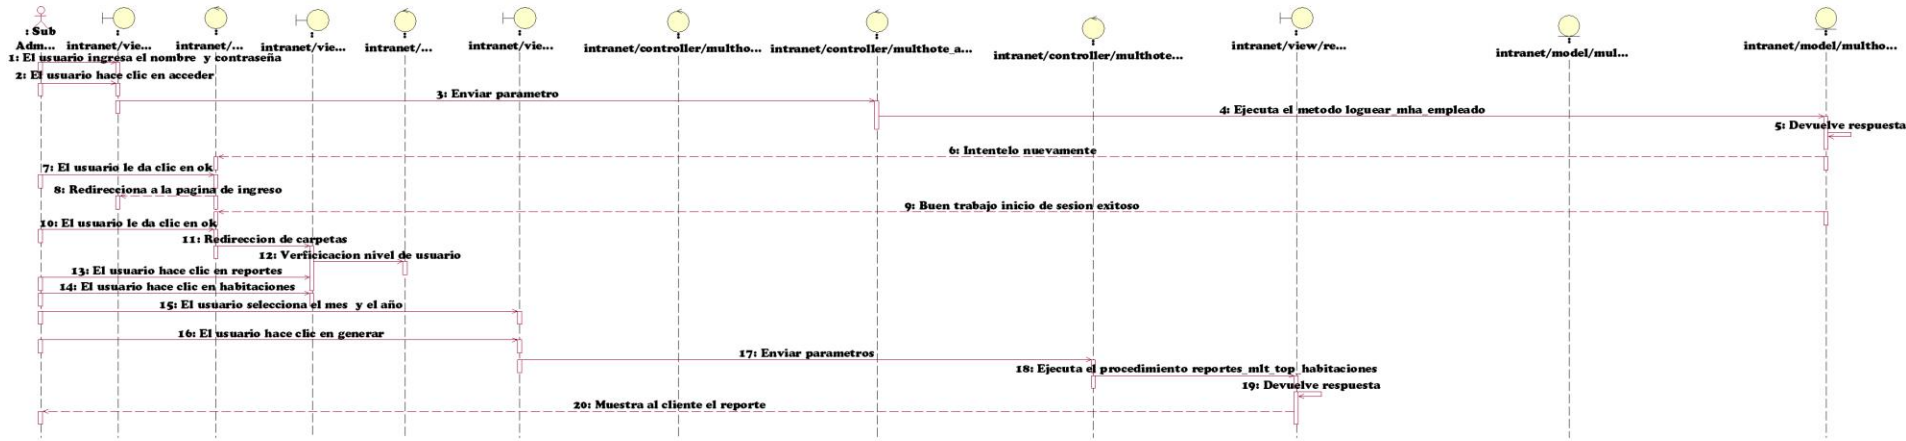 : Sub
Adm...
:
intranet/vie...
:
intranet/...
:
intranet/vie...
:
intranet/...
:
intranet/vie...
:
intranet/controller/multho...
:
intranet/controller/multhote_a...
:
intranet/controller/multhote...
:
intranet/view/re...
:
intranet/model/mul...
:
intranet/model/multho...
1: El usuario ingresa el nombre y contraseña
2: El usuario hace clic en acceder
3: Enviar parametro
4: Ejecuta el metodo loguear_mha_empleado
5: Devuelve respuesta
6: Intentelo nuevamente
7: El usuario le da clic en ok
8: Redirecciona a la pagina de ingreso
9: Buen trabajo inicio de sesion exitoso
10: El usuario le da clic en ok
11: Redireccion de carpetas
12: Verficicacion nivel de usuario
13: El usuario hace clic en reportes
14: El usuario hace clic en habitaciones
15: El usuario selecciona el mes y el año
16: El usuario hace clic en generar
17: Enviar parametros
18: Ejecuta el procedimiento reportes_mlt_top_habitaciones
19: Devuelve respuesta
20: Muestra al cliente el reporte